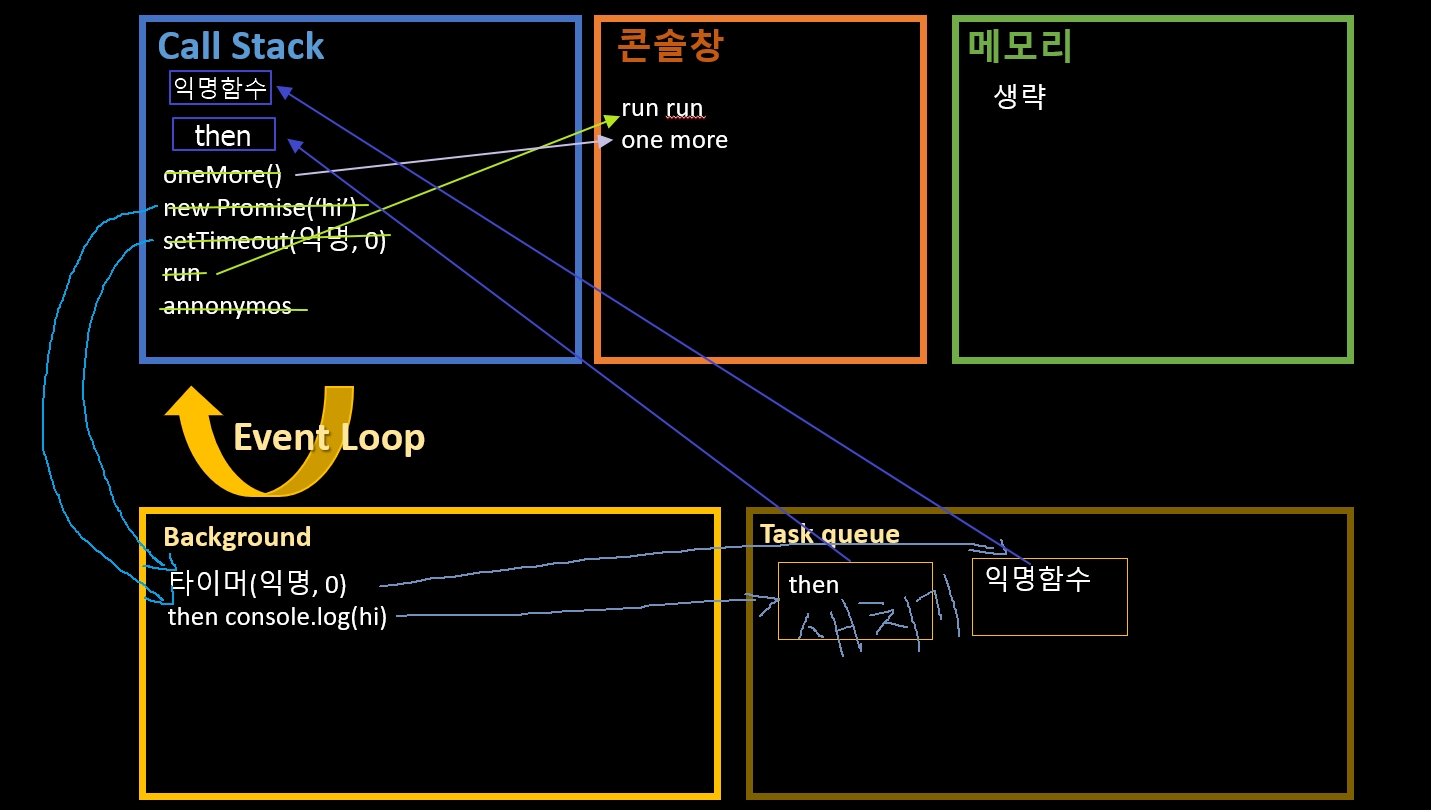 Call Stack
익명함수
then
oneMore()
new Promise(‘hi’)
setTimeout(익명, 0)
run
annonymos
콘솔창
run run
one more
메모리
생략
Event Loop
Background
타이머(익명, 0)
then console.log(hi)
Task queue
then
새치기
익명함수